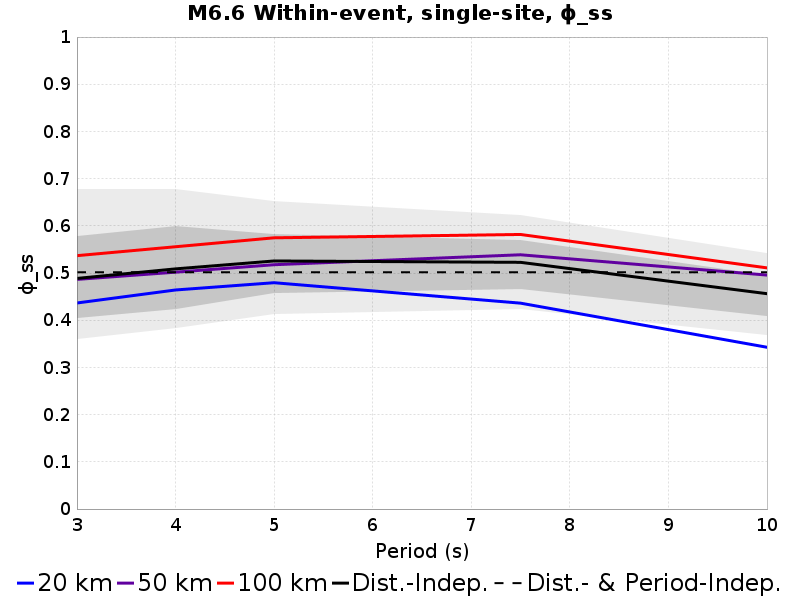 M6.6 Within-event, single-site, ϕ_ss
1
0.9
0.8
0.7
0.6
0.5
0.4
0.3
0.2
0.1
0
ϕ_ss
3 4 5 6 7 8 9 10
Period (s)
20 km 50 km 100 km Dist.-Indep. Dist.- & Period-Indep.